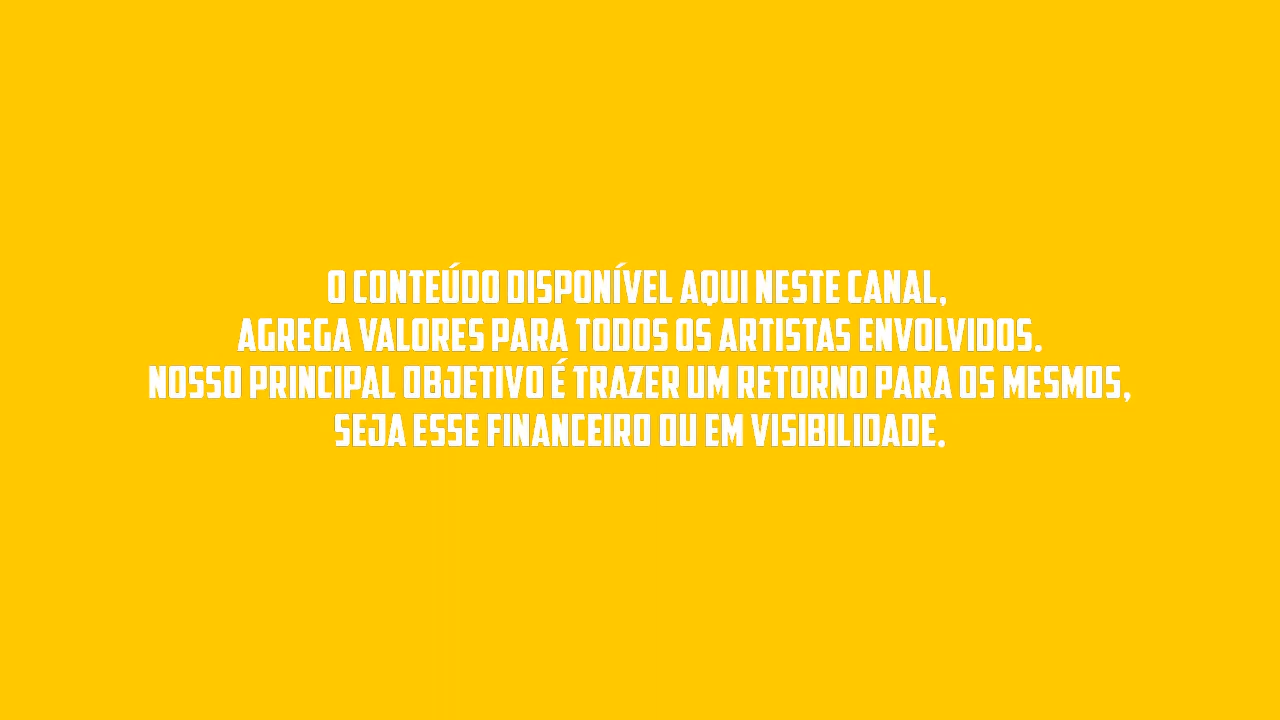 O CONTEÚDO DISPONÍVEL AQUI NESTE CANAL,
AGREGA VALORES PARA TODOS OS ARTISTAS ENVOLVIDOS.
NOSSO PRINCIPAL OBJETIVO É TRAZER UM RETORNO PARA OS MESMOS,
SEJA ESSE FINANCEIRO OU EM VISIBILIDADE.